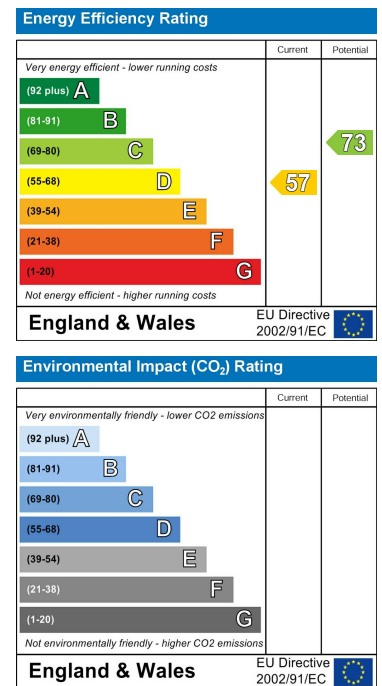 Energy Efficiency Rating
Current Potential
Very energy efficient - lower running costs
(92 plus) A
(81-91) B
(69-80) C
73
(55-68) D
57
(39-54) E
(21-38) F
(1-20) G
Not energy efficient - higher running costs
England & Wales
EU Directive
2002/91/EC
Environmental Impact (CO₂) Rating
Current Potential
Very environmentally friendly - lower CO2 emissions
(92 plus) A
(81-91) B
(69-80) C
(55-68) D
(39-54) E
(21-38) F
(1-20) G
Not environmentally friendly - higher CO2 emissions
England & Wales
EU Directive
2002/91/EC